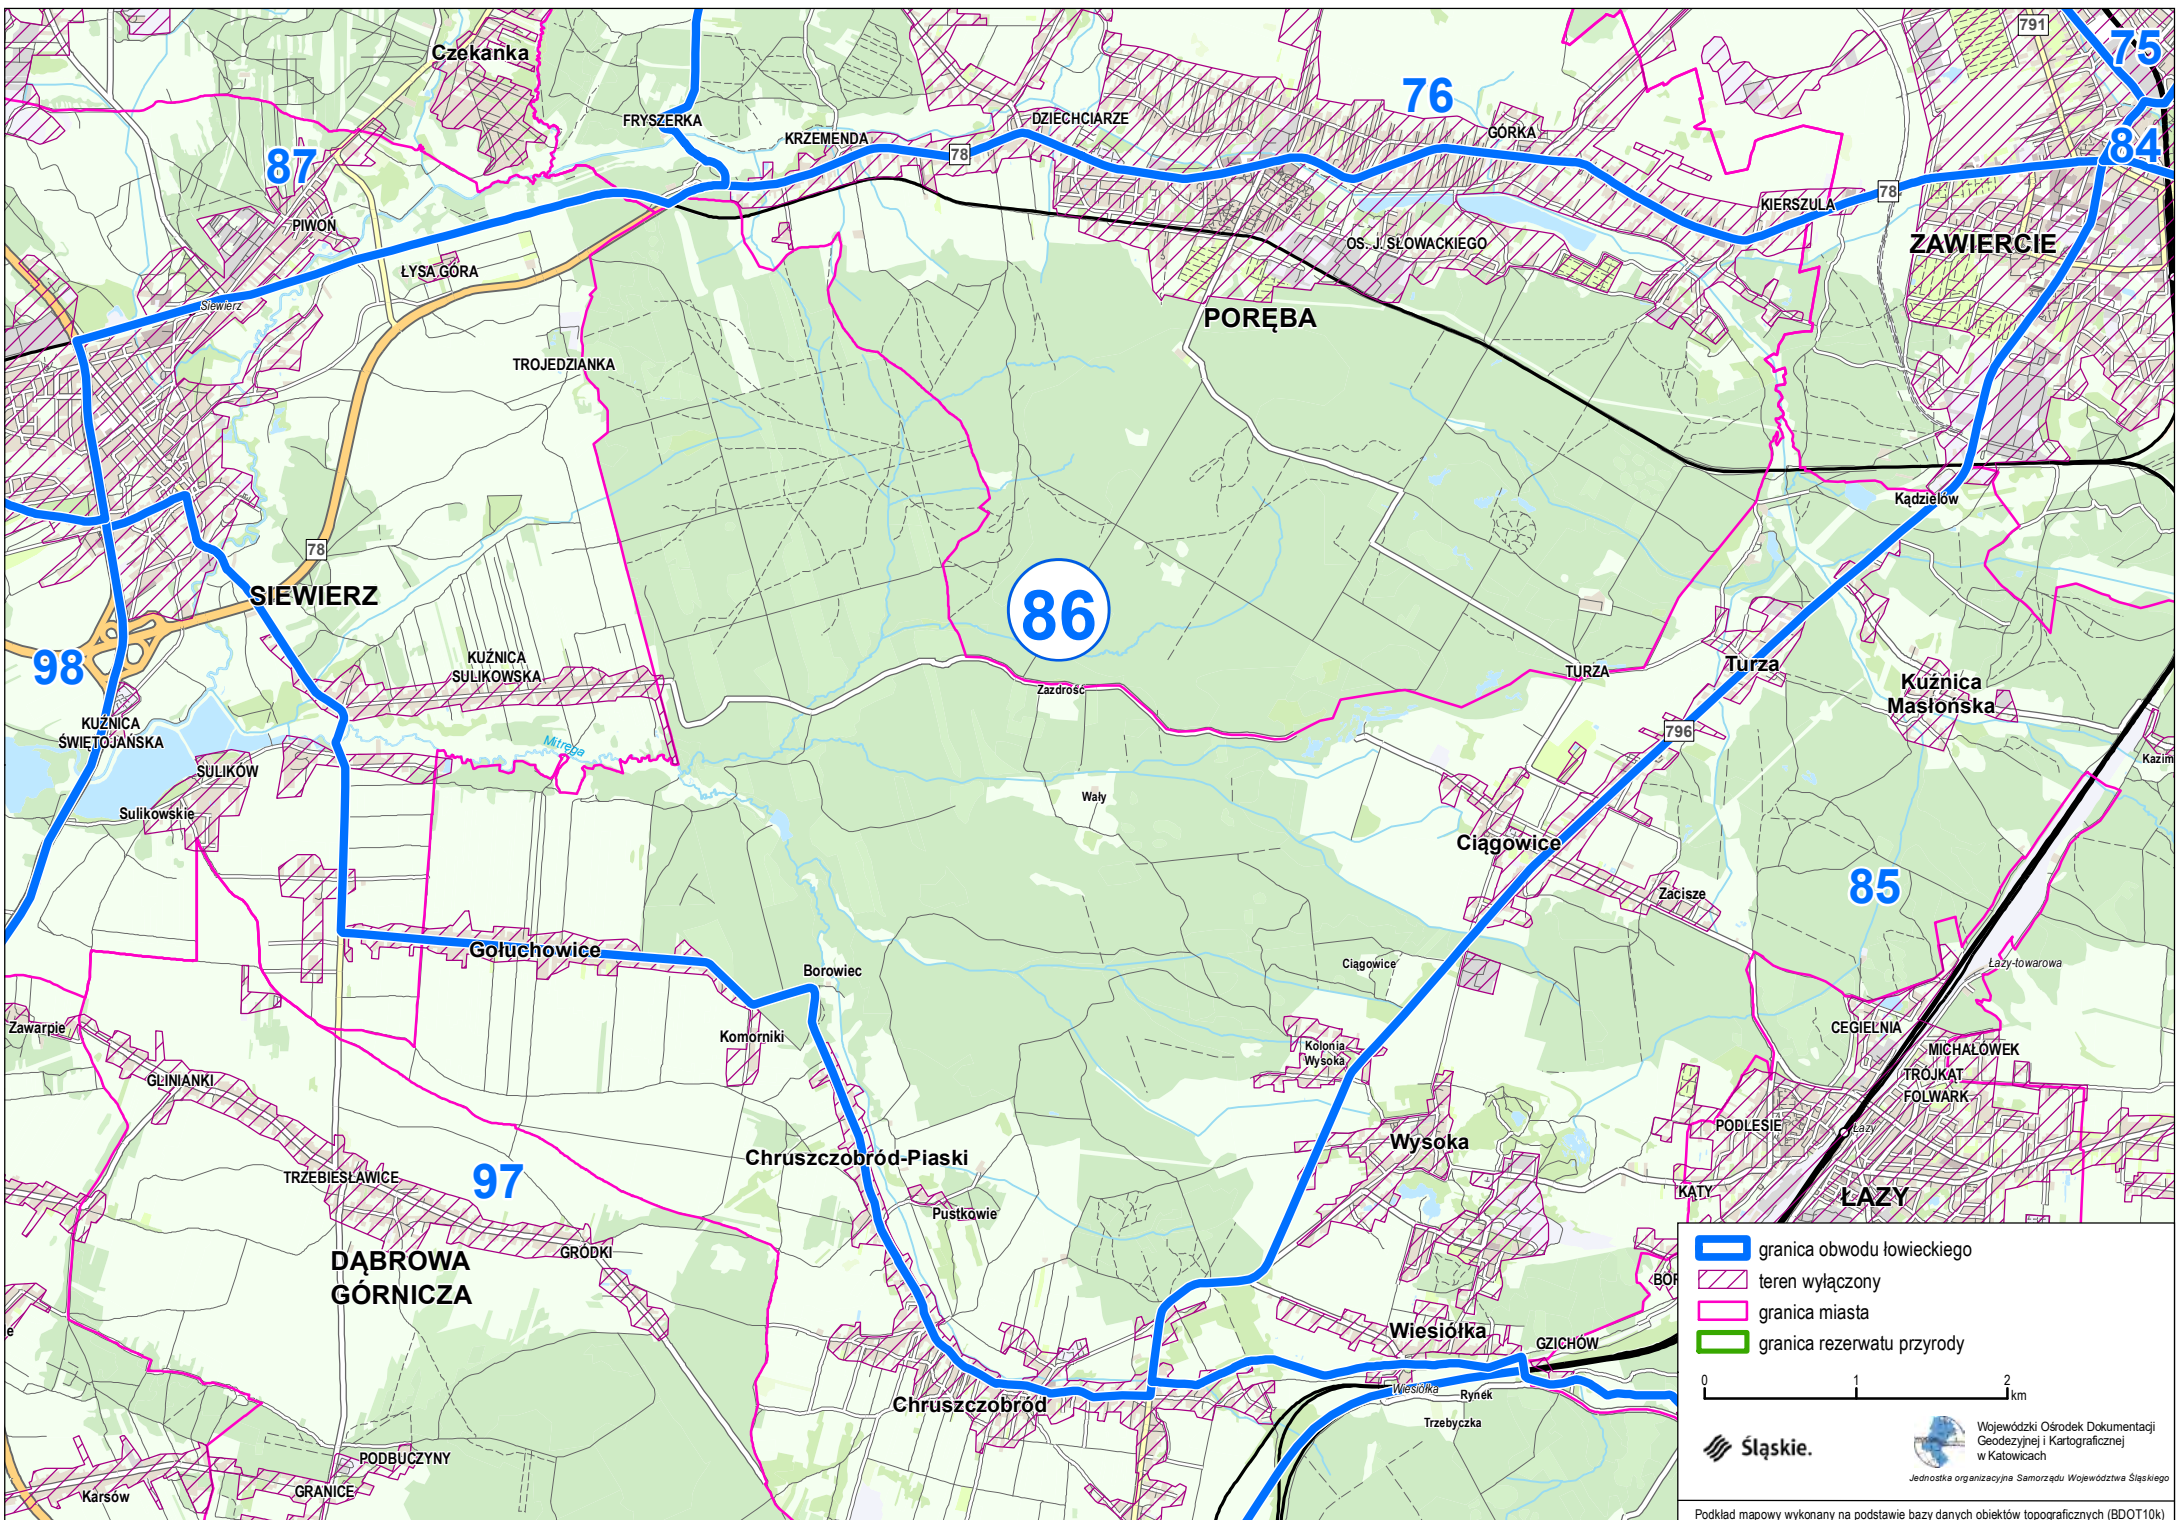 791
75
Czekanka
76
FRYSZERKA
DZIECHCIARZE
KRZEMENDA
GÓRKA
84
78
87
78
KIERSZULA
PIWOŃ
OS. J. SŁOWACKIEGO
ZAWIERCIE
ŁYSA GÓRA
Siewierz
PORĘBA
TROJEDZIANKA
Kądzielów
78
SIEWIERZ
86
98
KUŹNICA
SULIKOWSKA
TURZA
Turza
Kuźnica
Masłońska
Zazdrość
KUŹNICA
ŚWIĘTOJAŃSKA
796
Mitręga
Kazim
SULIKÓW
Wały
Sulikowskie
Ciągowice
85
Zacisze
Gołuchowice
Borowiec
Ciągowice
Łazy-towarowa
Zawarpie
Komorniki
Kolonia
Wysoka
CEGIELNIA
MICHAŁÓWEK
TRÓJKĄT
FOLWARK
GLINIANKI
PODLESIE
Łazy
Wysoka
Chruszczobród-Piaski
TRZEBIESŁAWICE
97
KĄTY
ŁAZY
Pustkowie
GRÓDKI
DĄBROWA
GÓRNICZA
BOR
e
Wiesiółka
GZICHÓW
Wiesiółka
Rynek
Chruszczobród
Trzebyczka
PODBUCZYNY
GRANICE
Karsów
granica obwodu łowieckiego
teren wyłączony
granica miasta
granica rezerwatu przyrody
0 1 2
km
Śląskie.
Wojewódzki Ośrodek Dokumentacji
Geodezyjnej i Kartograficznej
w Katowicach
Jednostka organizacyjna Samorządu Województwa Śląskiego
Podkład mapowy wykonany na podstawie bazy danych obiektów topograficznych (BDOT10k)